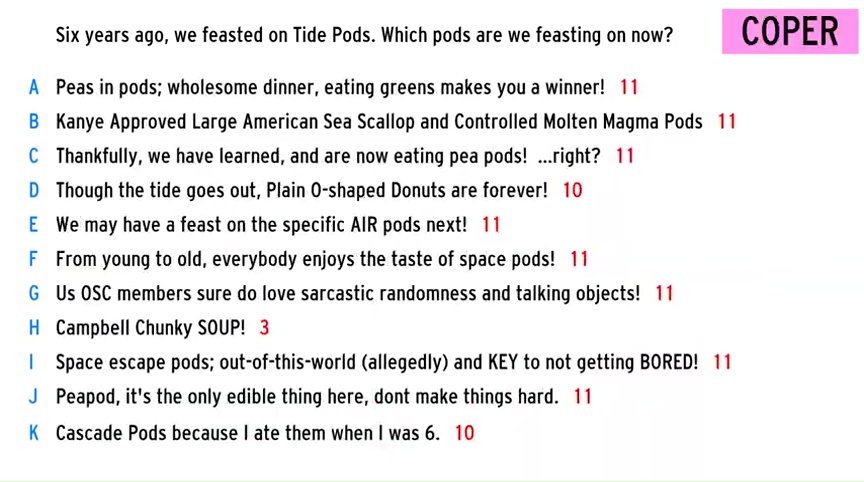 Six years ago, we feasted on Tide Pods. Which pods are we feasting on now?
COPER
A Peas in pods; wholesome dinner, eating greens makes you a winner! 11
B Kanye Approved Large American Sea Scallop and Controlled Molten Magma Pods 11
C Thankfully, we have learned, and are now eating pea pods! ...right? 11
D Though the tide goes out, Plain O-shaped Donuts are forever! 10
E We may have a feast on the specific AIR pods next! 11
F From young to old, everybody enjoys the taste of space pods! 11
G Us OSC members sure do love sarcastic randomness and talking objects! 11
H Campbell Chunky SOUP! 3
I Space escape pods; out-of-this-world (allegedly) and KEY to not getting BORED! 11
J Peapod, it's the only edible thing here, dont make things hard. 11
K Cascade Pods because I ate them when I was 6. 10